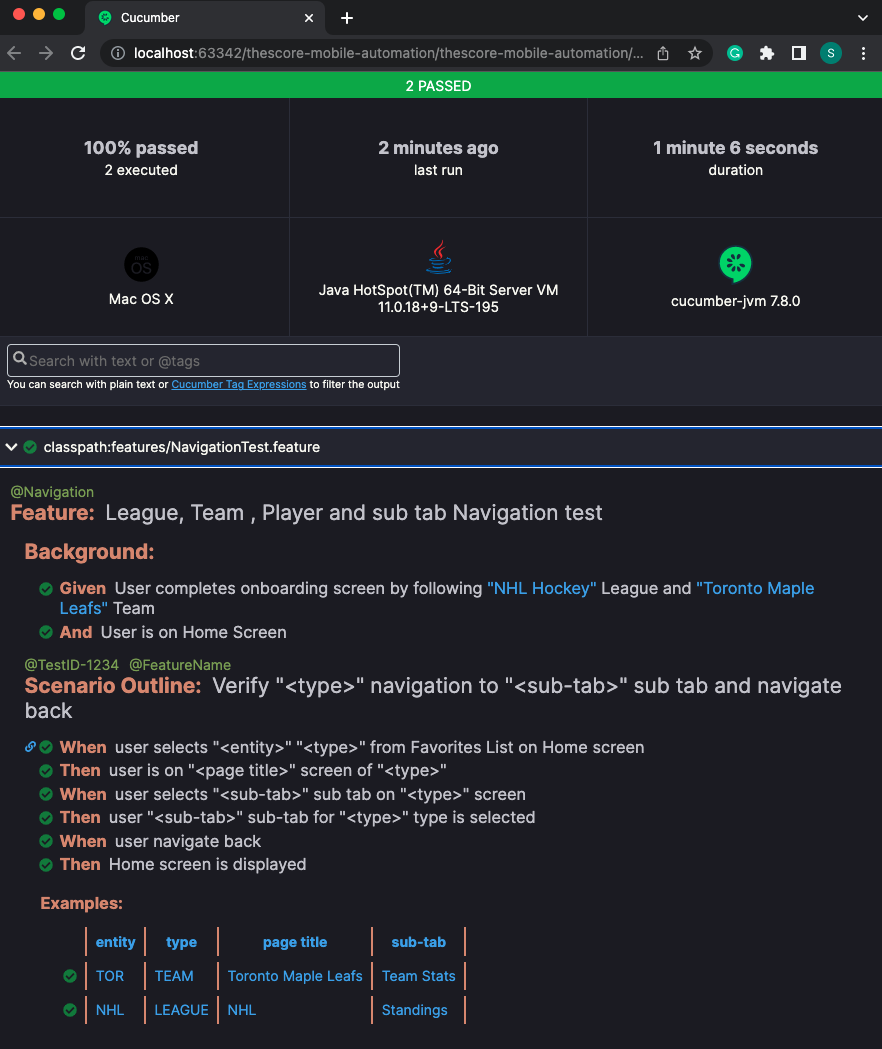 Cucumber
localhost:63342/thescore-mobile-automation/thescore-mobile-automation/...
S
2 PASSED
100% passed
2 executed
2 minutes ago
last run
1 minute 6 seconds
duration
mac
OS
Mac OS X
Java HotSpot(TM) 64-Bit Server VM
11.0.18+9-LTS-195
cucumber-jvm 7.8.0
Search with text or @tags
You can search with plain text or Cucumber Tag Expressions to filter the output
classpath:features/NavigationTest.feature
@Navigation
Feature: League, Team , Player and sub tab Navigation test
Background:
Given User completes onboarding screen by following "NHL Hockey" League and "Toronto Maple
Leafs" Team
And User is on Home Screen
@TestID-1234 @FeatureName
Scenario Outline: Verify "<type>" navigation to "<sub-tab>" sub tab and navigate
back
When user selects "<entity>" "<type>" from Favorites List on Home screen
Then user is on "<page title>" screen of "<type>"
When user selects "<sub-tab>" sub tab on "<type>" screen
Then user "<sub-tab>" sub-tab for "<type>" type is selected
When user navigate back
Then Home screen is displayed
Examples:
entity type page title sub-tab
TOR TEAM Toronto Maple Leafs Team Stats
NHL LEAGUE NHL Standings